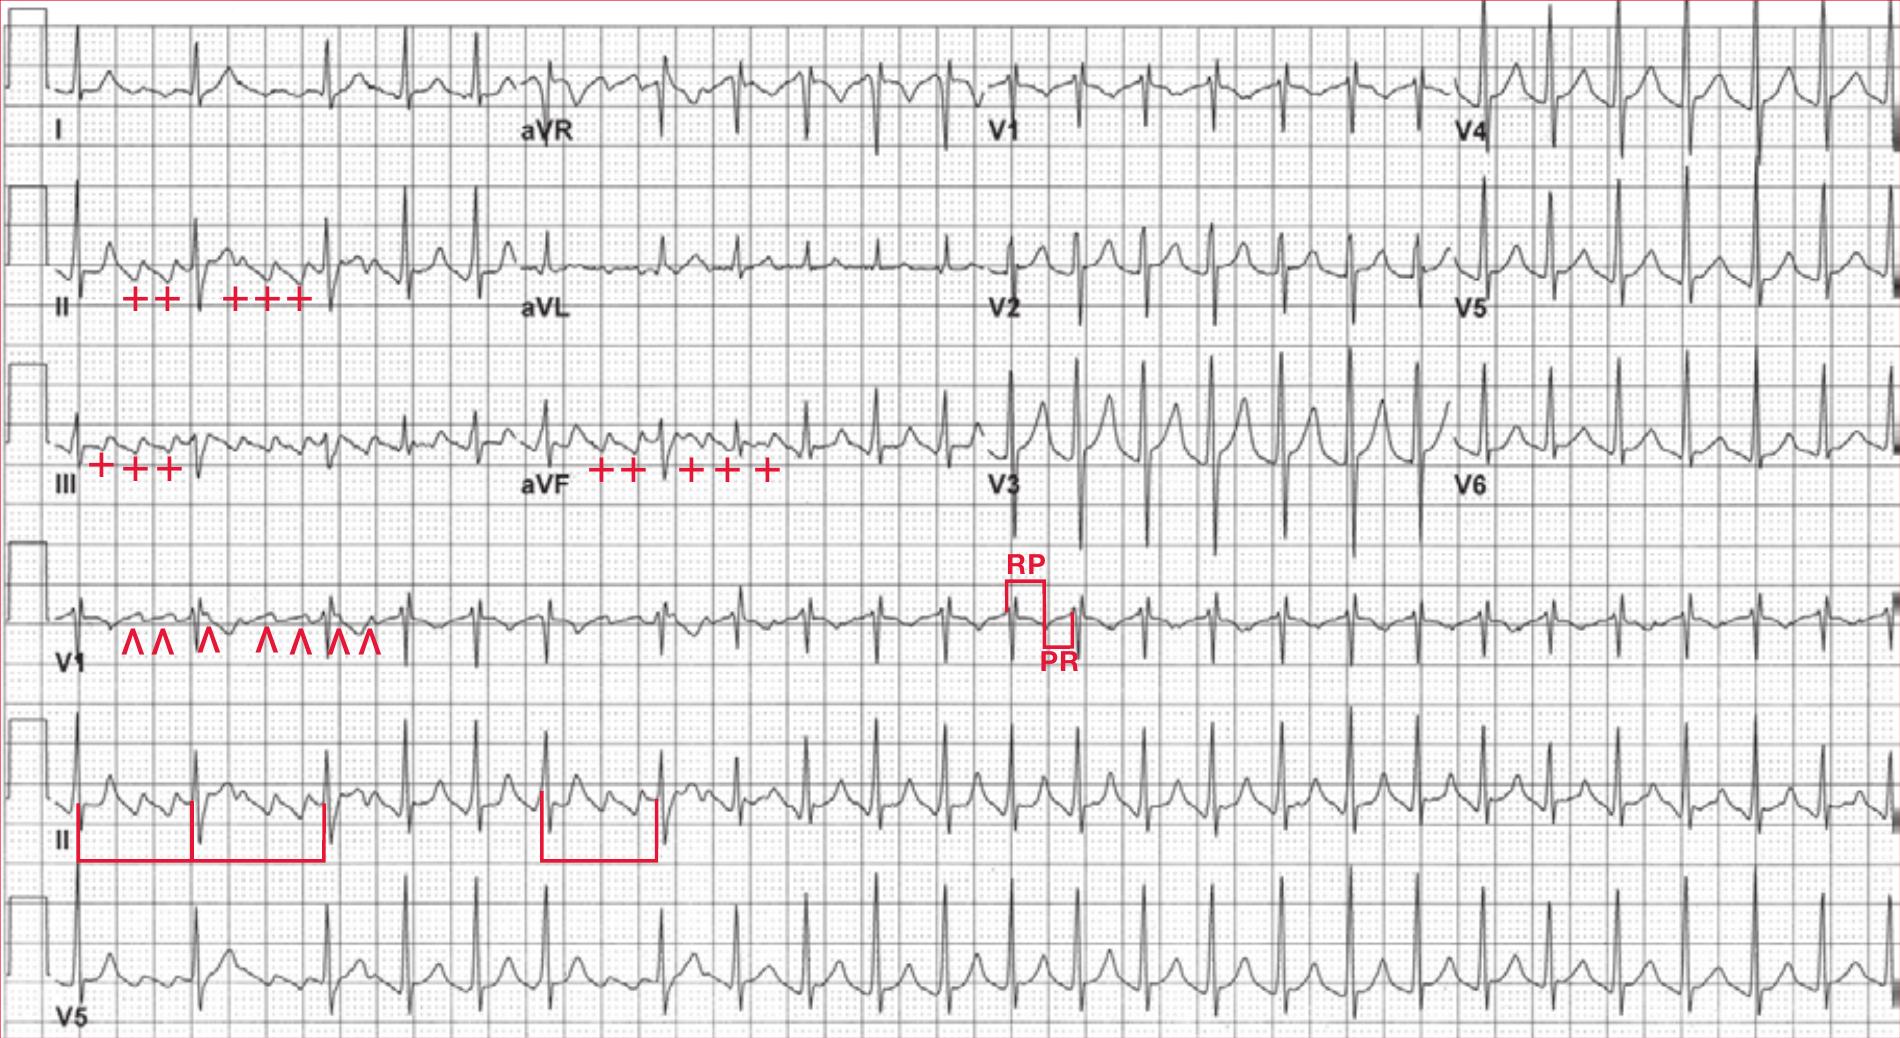 I aVR V1 V4
II aVL V2 V5
+ + + + +
III aVF V3 V6
+ + + + + + + +
RP
V1
^ ^ ^ ^ ^ ^ ^
PR
II
V5